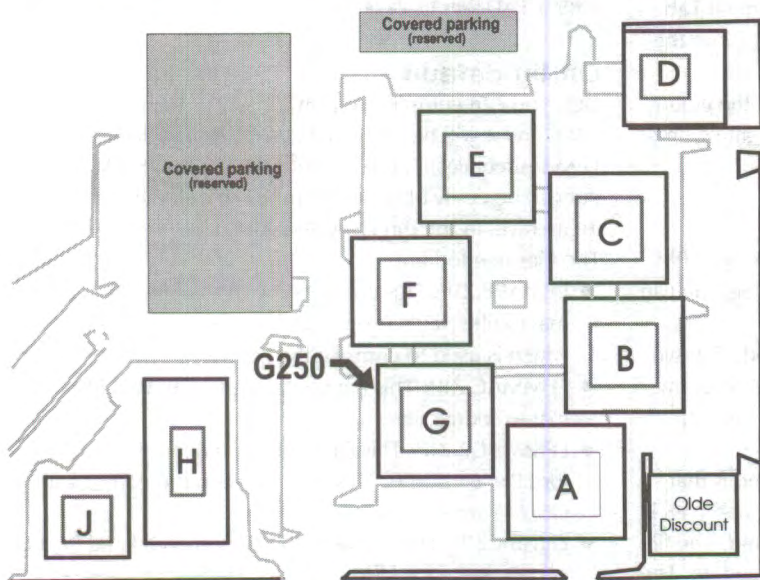 Covered parking
(reserved)
D
Covered parking
(reserved)
E
C
F
B
G250
G
H
A
J
Olde
Discount